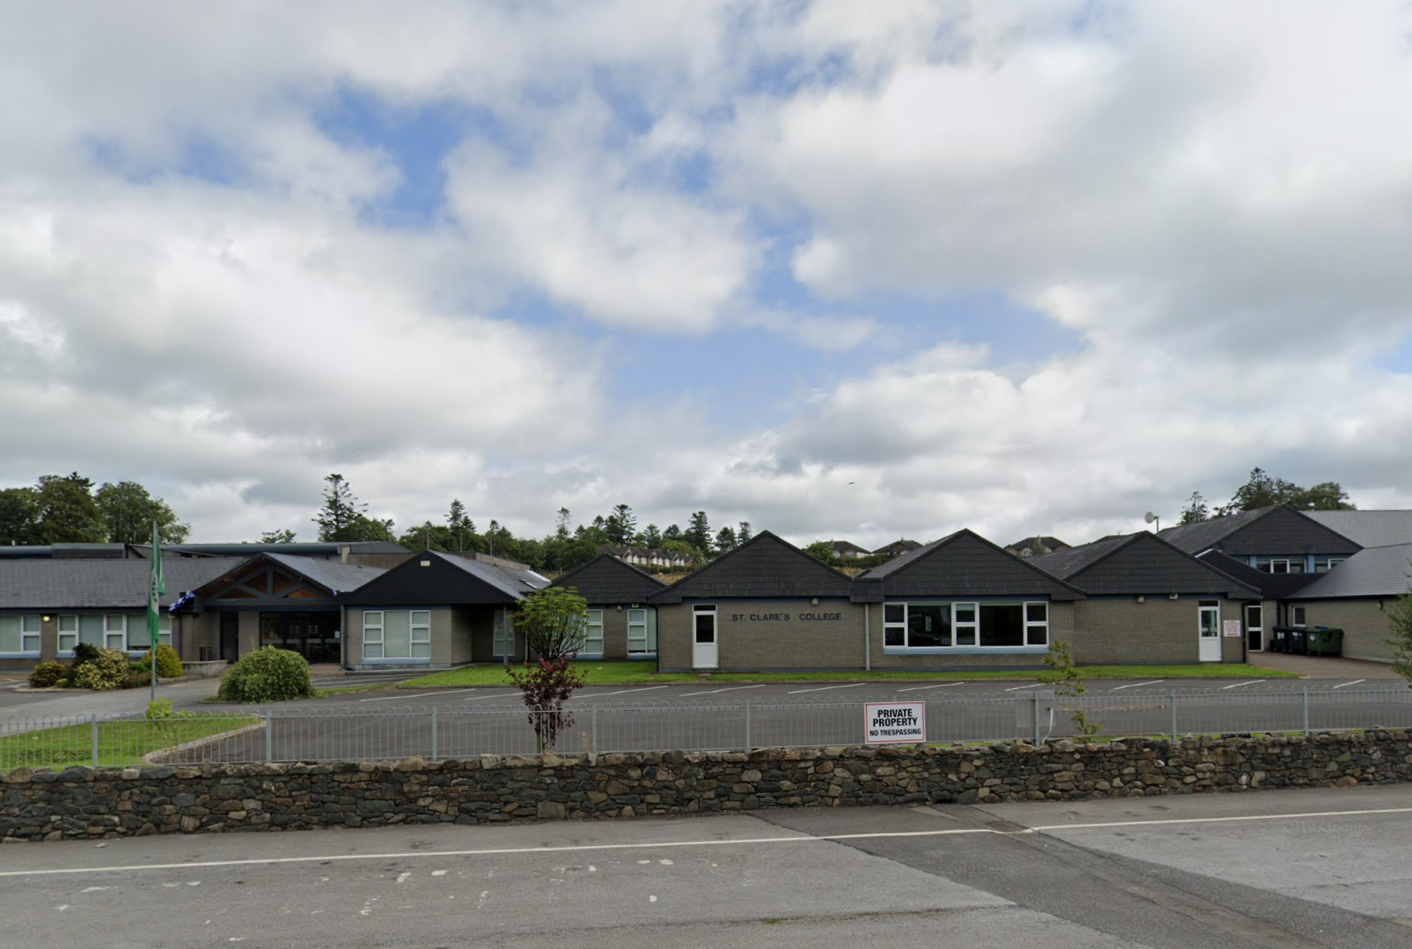 ST. CLARE'S COLLEGE
PRIVATE
PROPERTY
NO TRESPASSING